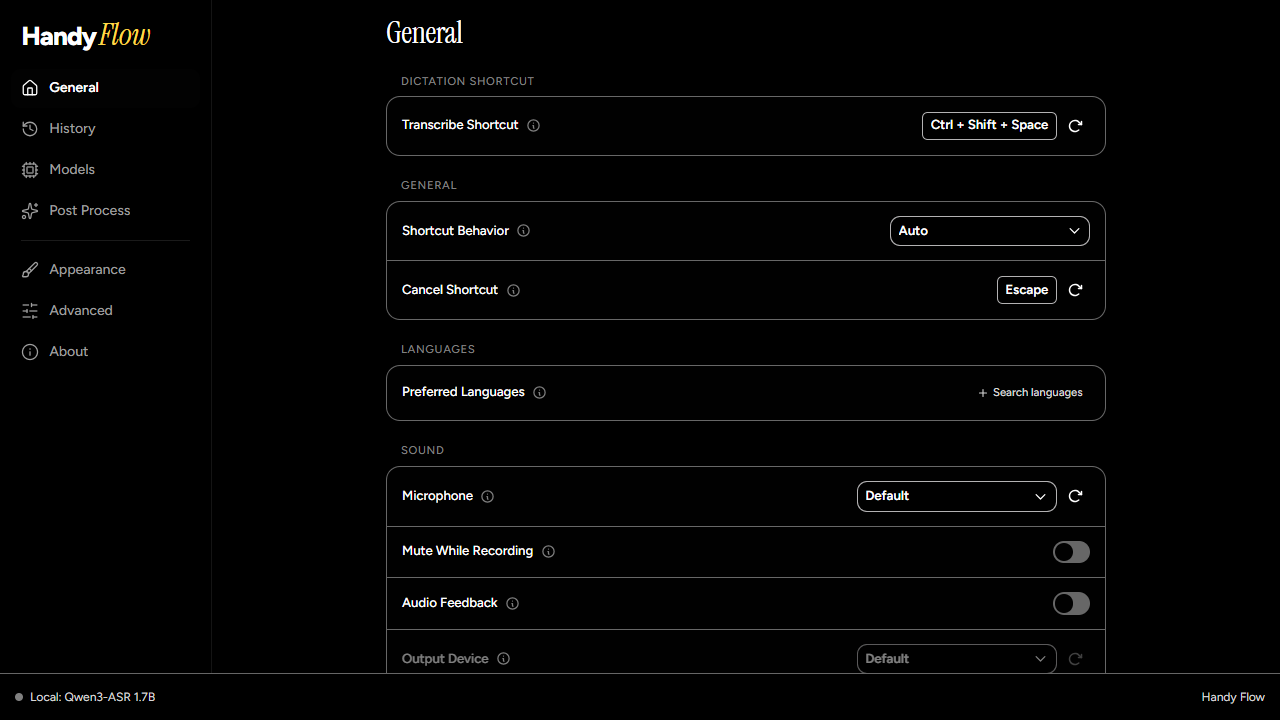 Handy Flow
General
History
Models
Post Process
Appearance
Advanced
About
General
DICTATION SHORTCUT
Transcribe Shortcut Ctrl + Shift + Space
GENERAL
Shortcut Behavior Auto
Cancel Shortcut Escape
LANGUAGES
Preferred Languages + Search languages
SOUND
Microphone Default
Mute While Recording
Audio Feedback
Output Device Default
Local: Qwen3-ASR 1.7B Handy Flow